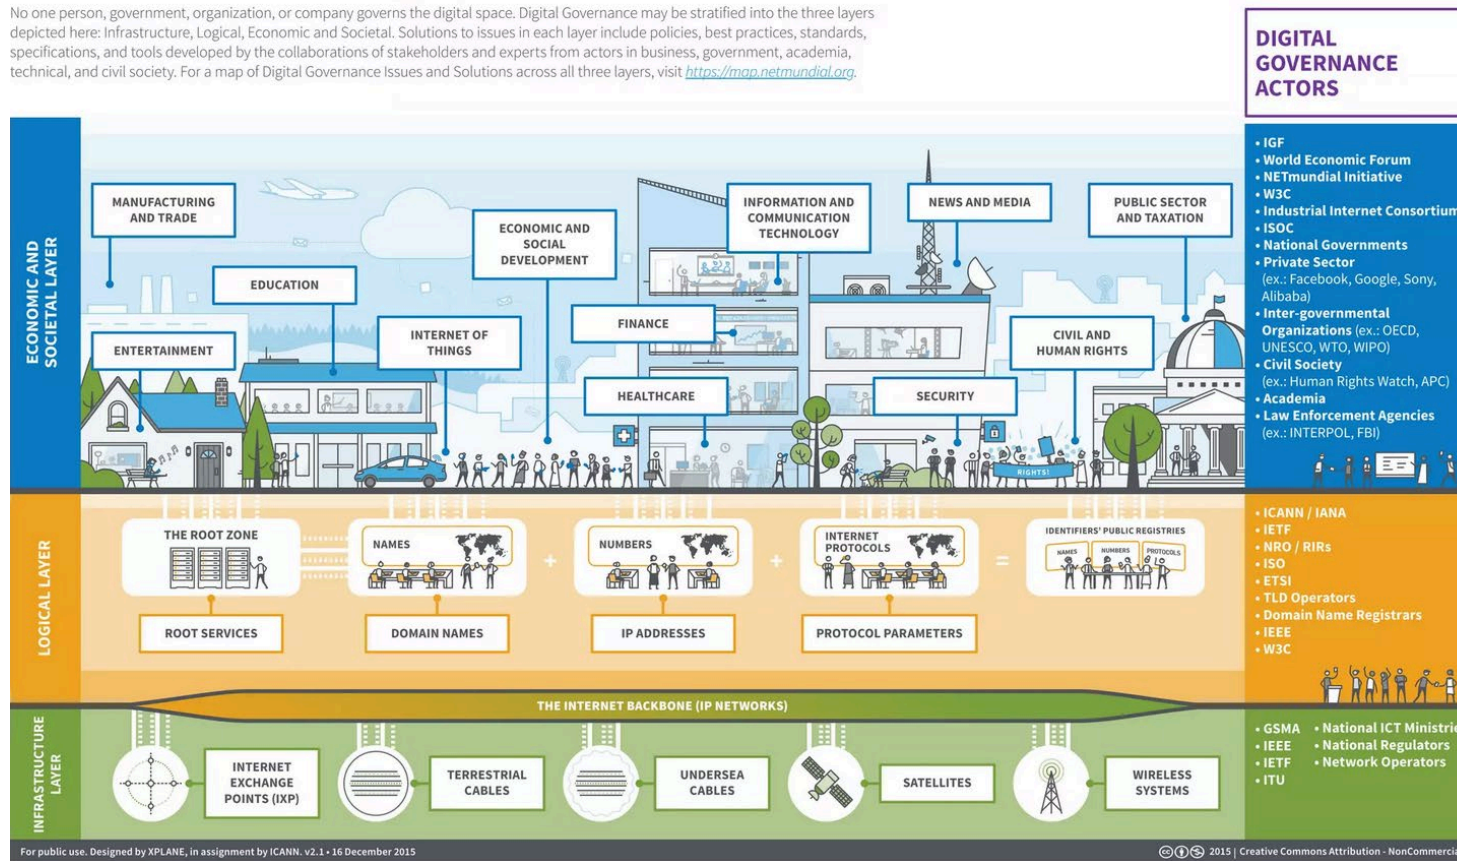 No one person, government, organization, or company governs the digital space. Digital Governance may be stratified into the three layers
depicted here: Infrastructure, Logical, Economic and Societal. Solutions to issues in each layer include policies, best practices, standards,
specifications, and tools developed by the collaborations of stakeholders and experts from actors in business, government, academia,
technical, and civil society. For a map of Digital Governance Issues and Solutions across all three layers, visit https://map.netmundial.org.
DIGITAL
GOVERNANCE
ACTORS
ECONOMIC AND
SOCIETAL LAYER
MANUFACTURING
AND TRADE
ECONOMIC AND
SOCIAL
DEVELOPMENT
INFORMATION AND
COMMUNICATION
TECHNOLOGY
NEWS AND MEDIA
PUBLIC SECTOR
AND TAXATION
EDUCATION
ENTERTAINMENT
INTERNET OF
THINGS
FINANCE
CIVIL AND
HUMAN RIGHTS
HEALTHCARE
SECURITY
RIGHTS!
• IGF
• World Economic Forum
• NETmundial Initiative
• W3C
• Industrial Internet Consortium
• ISOC
• National Governments
• Private Sector
(ex.: Facebook, Google, Sony,
Alibaba)
• Inter-governmental
Organizations (ex.: OECD,
UNESCO, WTO, WIPO)
• Civil Society
(ex.: Human Rights Watch, APC)
• Academia
• Law Enforcement Agencies
(ex.: INTERPOL, FBI)
LOGICAL LAYER
THE ROOT ZONE
NAMES
+
NUMBERS
+
INTERNET
PROTOCOLS
=
IDENTIFIERS' PUBLIC REGISTRIES
NAMES
NUMBERS
PROTOCOLS
ROOT SERVICES
DOMAIN NAMES
IP ADDRESSES
PROTOCOL PARAMETERS
• ICANN / IANA
• IETF
• NRO / RIRs
• ISO
• ETSI
• TLD Operators
• Domain Name Registrars
• IEEE
• W3C
THE INTERNET BACKBONE (IP NETWORKS)
INFRASTRUCTURE
LAYER
INTERNET
EXCHANGE
POINTS (IXP)
TERRESTRIAL
CABLES
UNDERSEA
CABLES
SATELLITES
WIRELESS
SYSTEMS
• GSMA
• IEEE
• IETF
• ITU
• National ICT Ministrie
• National Regulators
• Network Operators
For public use. Designed by XPLANE, in assignment by ICANN. v2.1 • 16 December 2015
2015 | Creative Commons Attribution - NonCommercia